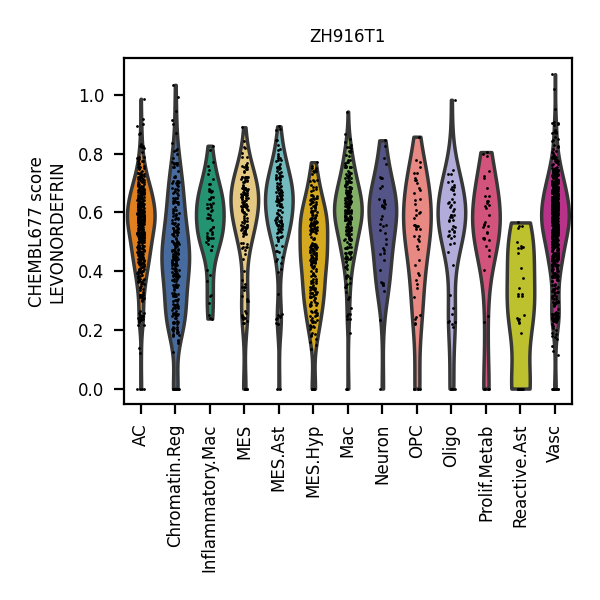 ZH916T1
CHEMBL677 score
LEVONORDEFRIN
1.0
0.8
0.6
0.4
0.2
0.0
AC
Chromatin.Reg
Inflammatory.Mac
MES
MES.Ast
MES.Hyp
Mac
Neuron
OPC
Oligo
Prolif.Metab
Reactive.Ast
Vasc